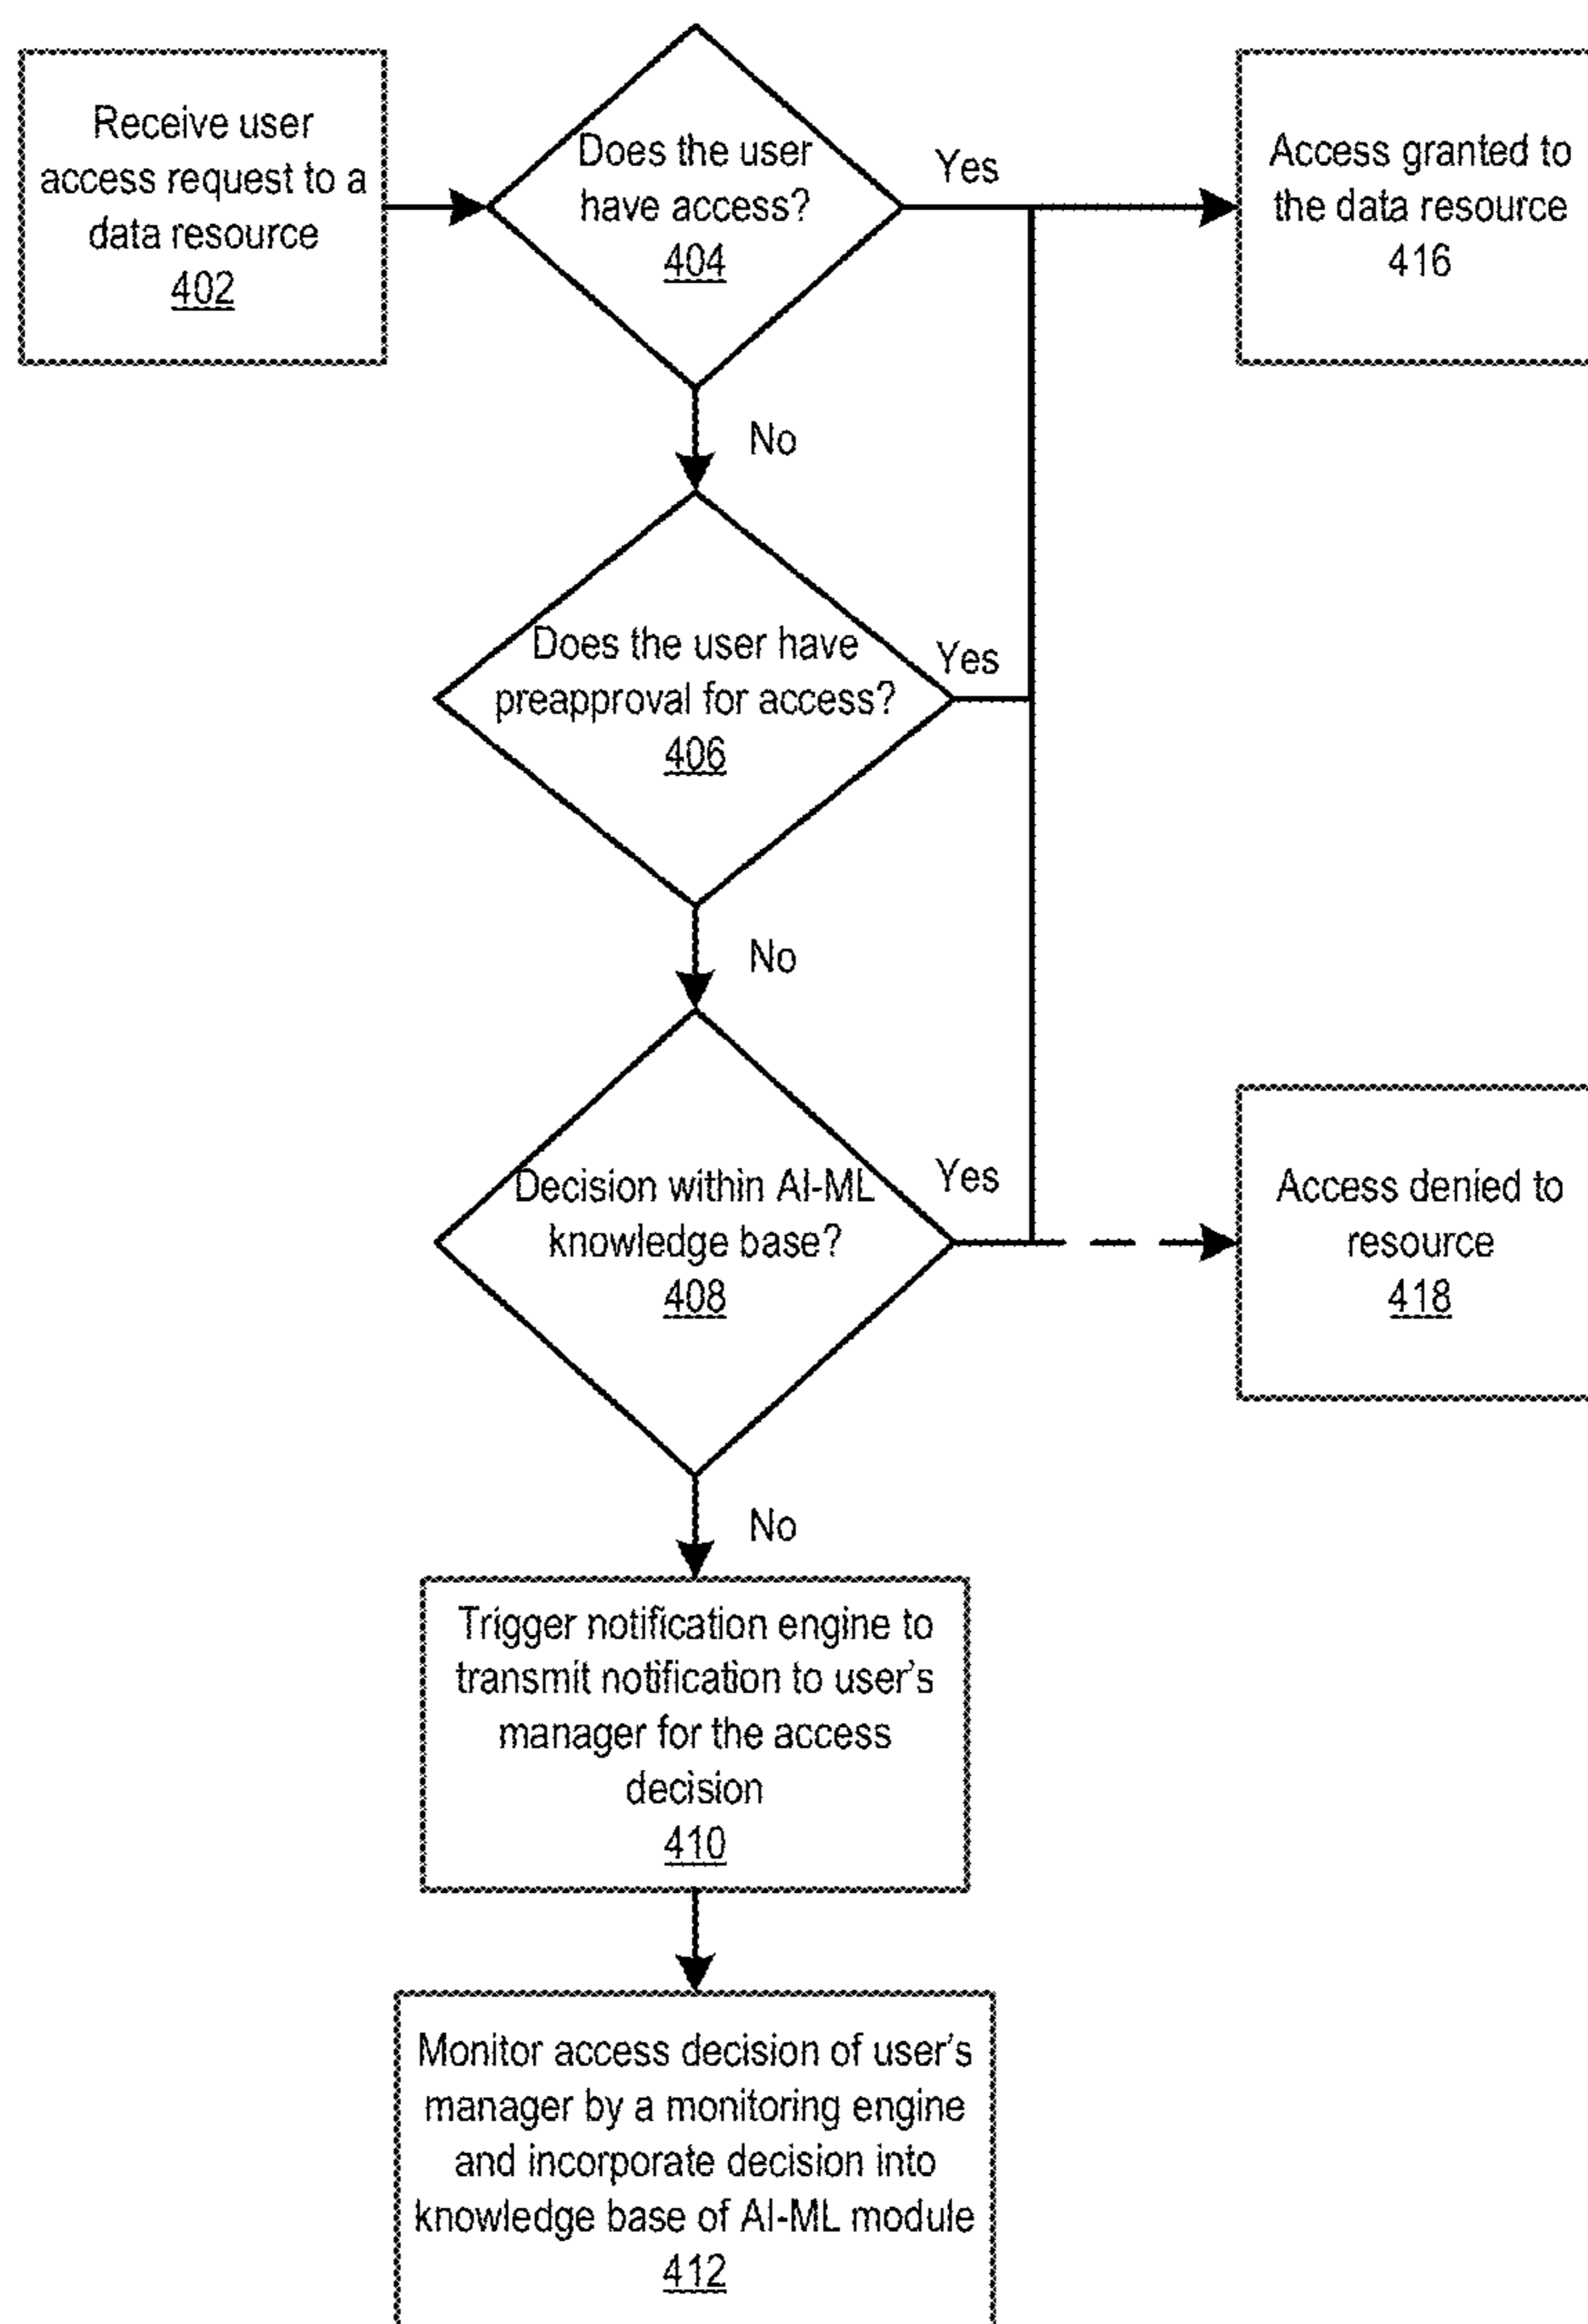 Receive user
access request to a
data resource
402
Does the user
have access?
404
Yes
Access granted to
the data resource
416
No
Does the user have
preapproval for access?
406
Yes
No
Decision within AI-ML
knowledge base?
408
Yes
Access denied to
resource
418
No
Trigger notification engine to
transmit notification to user's
manager for the access
decision
410
Monitor access decision of user's
manager by a monitoring engine
and incorporate decision into
knowledge base of AI-ML module
412